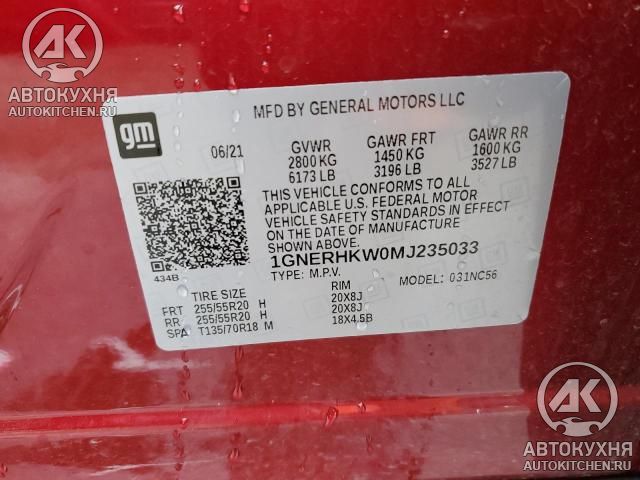 АК
АВТОКУХНЯ
AUTOKITCHEN.RU
MFD BY GENERAL MOTORS LLC
gm
06/21 GVWR GAWR FRT GAWR RR
2800 KG 1450 KG 1600 KG
6173 LB 3196 LB 3527 LB
THIS VEHICLE CONFORMS TO ALL
APPLICABLE U.S. FEDERAL MOTOR
VEHICLE SAFETY STANDARDS IN EFFECT
ON THE DATE OF MANUFACTURE
SHOWN ABOVE.
1GNERHKW0MJ235033
434B TYPE: M.P.V. MODEL: 031NC56
TIRE SIZE RIM
FRT 255/55R20 H 20X8J
RR 255/55R20 H 20X8J
SPA T135/70R18 M 18X4.5B
АК
АВТОКУХНЯ
AUTOKITCHEN.RU